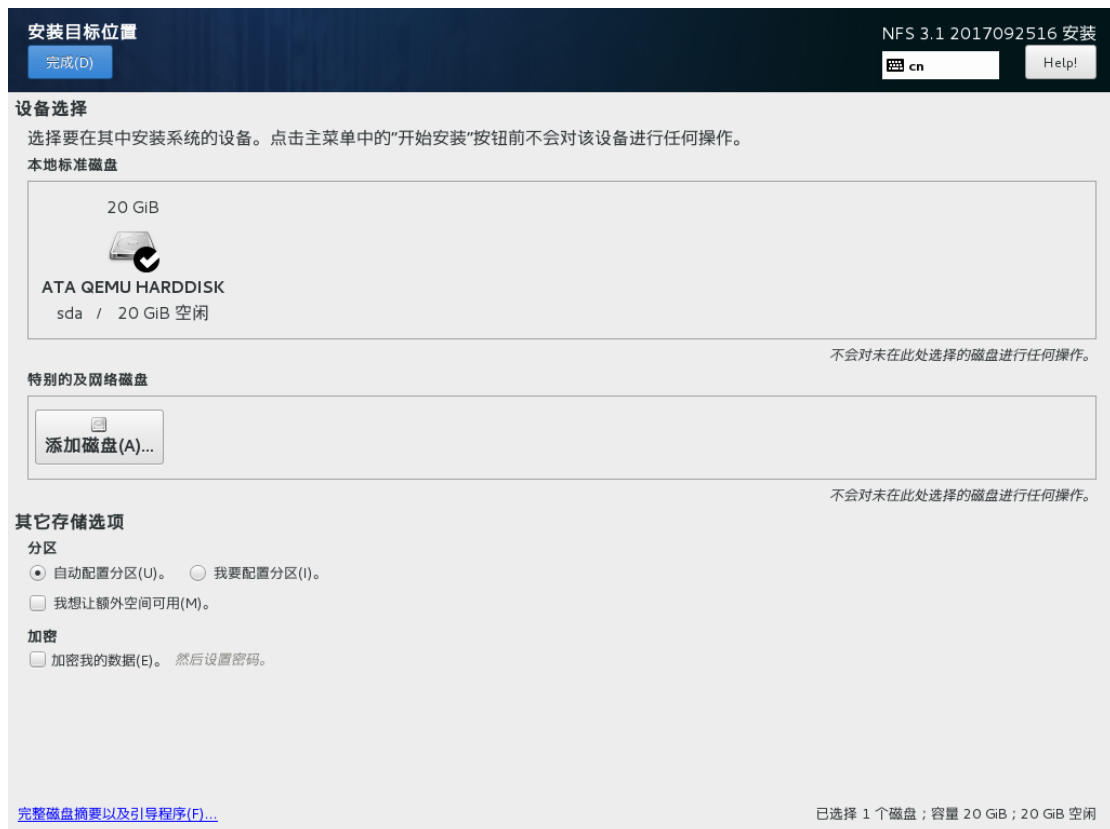 安装目标位置
NFS 3.1 2017092516 安装
完成(D)
cn
Help!
设备选择
选择要在其中安装系统的设备。点击主菜单中的“开始安装”按钮前不会对该设备进行任何操作。
本地标准磁盘
20 GiB
ATA QEMU HARDDISK
sda / 20 GiB 空闲
不会对未在此处选择的磁盘进行任何操作。
特别的及网络磁盘
添加磁盘(A)...
不会对未在此处选择的磁盘进行任何操作。
其它存储选项
分区
自动配置分区(U)。 我要配置分区(I)。
我想让额外空间可用(M)。
加密
加密我的数据(E)。 然后设置密码。
完整磁盘摘要以及引导程序(F)... 已选择 1 个磁盘；容量 20 GiB；20 GiB 空闲